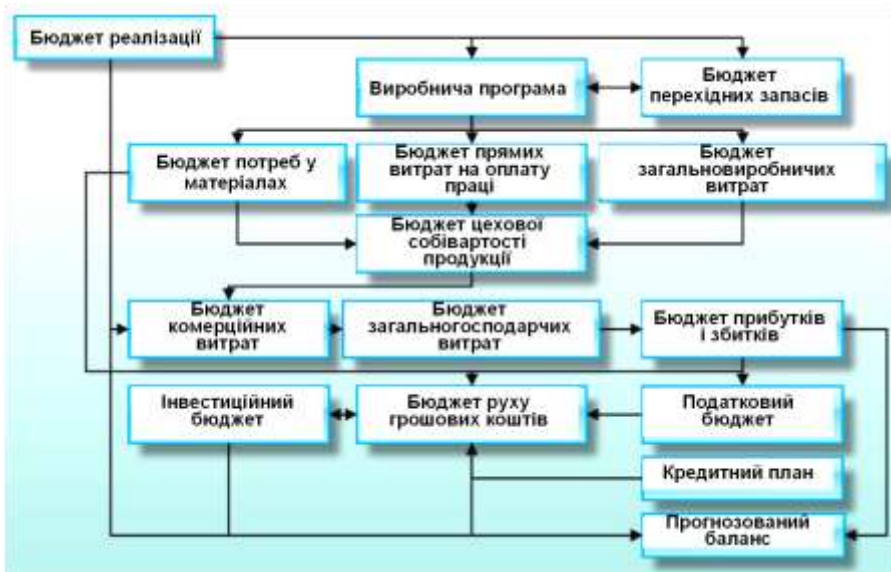 Бюджет реалізації
Виробнича програма
Бюджет
перехідних запасів
Бюджет потреб у
матеріалах
Бюджет прямих
витрат на оплату
праці
Бюджет
загальновиробничих
витрат
Бюджет цехової
собівартості
продукції
Бюджет
комерційних
витрат
Бюджет
загальногосподарчих
витрат
Бюджет прибутків
і збитків
Інвестиційний
бюджет
Бюджет руху
грошових коштів
Податковий
бюджет
Кредитний план
Прогнозований
баланс